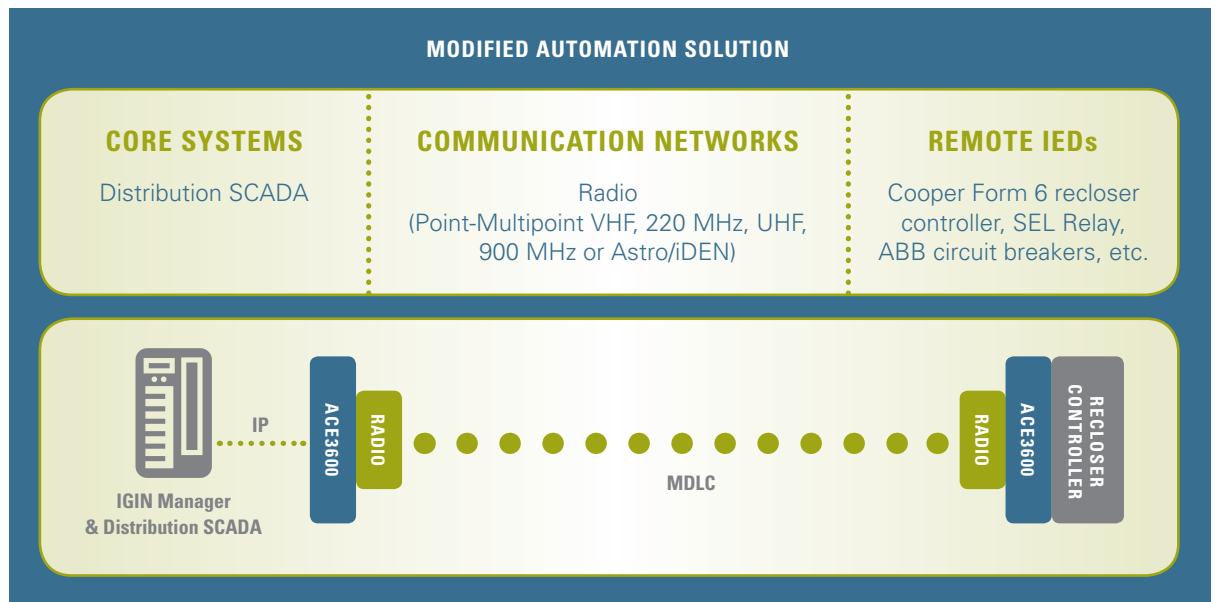 MODIFIED AUTOMATION SOLUTION
CORE SYSTEMS
Distribution SCADA
COMMUNICATION NETWORKS
Radio
(Point-Multipoint VHF, 220 MHz, UHF,
900 MHz or Astro/iDEN)
REMOTE IEDs
Cooper Form 6 recloser
controller, SEL Relay,
ABB circuit breakers, etc.
IGIN Manager
& Distribution SCADA
IP
ACE3600
RADIO
MDLC
RADIO
ACE3600
RECLOSER
CONTROLLER